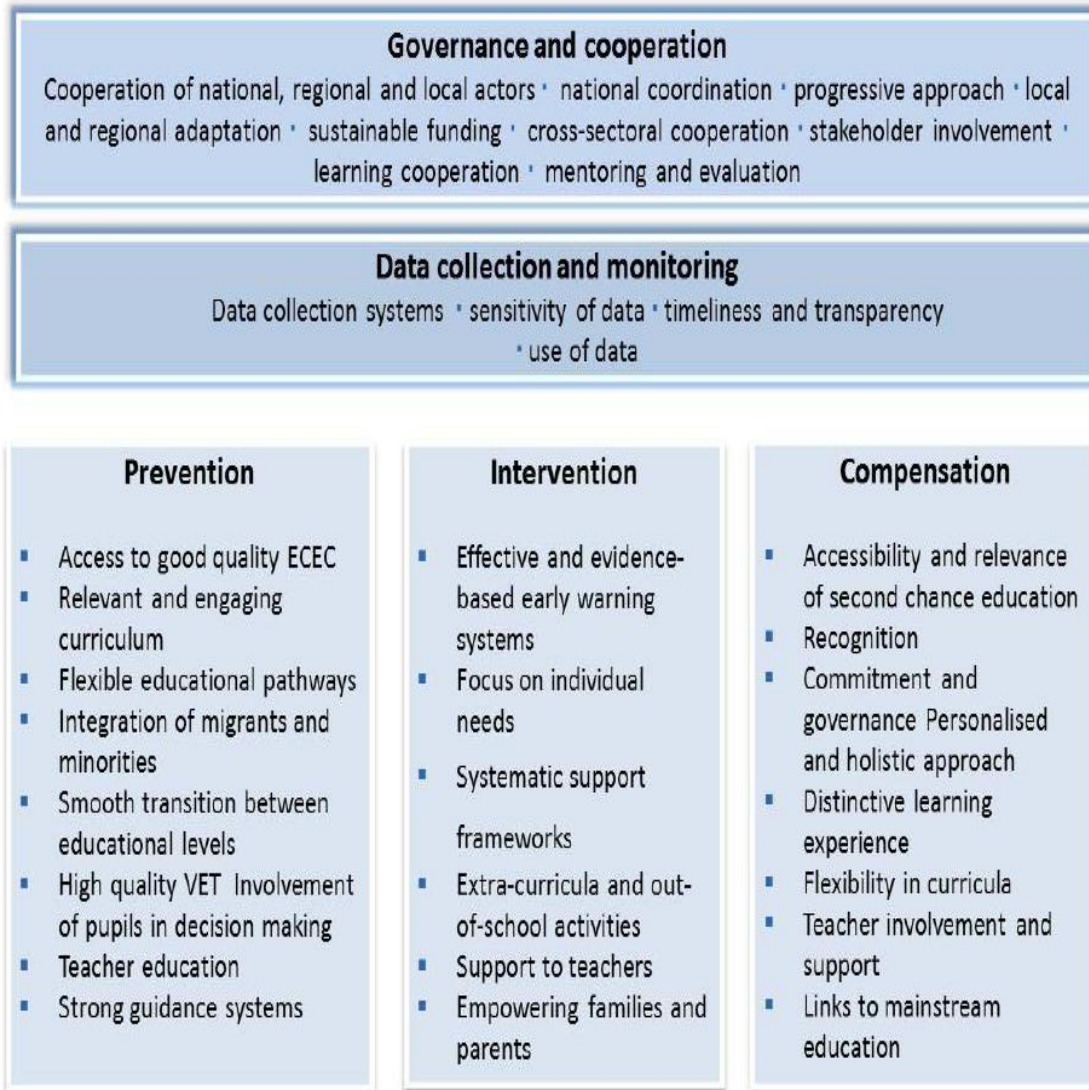 Governance and cooperation
Cooperation of national, regional and local actors · national coordination · progressive approach · local
and regional adaptation · sustainable funding · cross-sectoral cooperation · stakeholder involvement ·
learning cooperation · mentoring and evaluation
Data collection and monitoring
Data collection systems · sensitivity of data · timeliness and transparency
· use of data
Prevention
▪ Access to good quality ECEC
▪ Relevant and engaging
curriculum
▪ Flexible educational pathways
▪ Integration of migrants and
minorities
▪ Smooth transition between
educational levels
▪ High quality VET Involvement
of pupils in decision making
▪ Teacher education
▪ Strong guidance systems
Intervention
▪ Effective and evidence-
based early warning
systems
▪ Focus on individual
needs
▪ Systematic support
frameworks
▪ Extra-curricula and out-
of-school activities
▪ Support to teachers
▪ Empowering families and
parents
Compensation
▪ Accessibility and relevance
of second chance education
▪ Recognition
▪ Commitment and
governance Personalised
and holistic approach
▪ Distinctive learning
experience
▪ Flexibility in curricula
▪ Teacher involvement and
support
▪ Links to mainstream
education